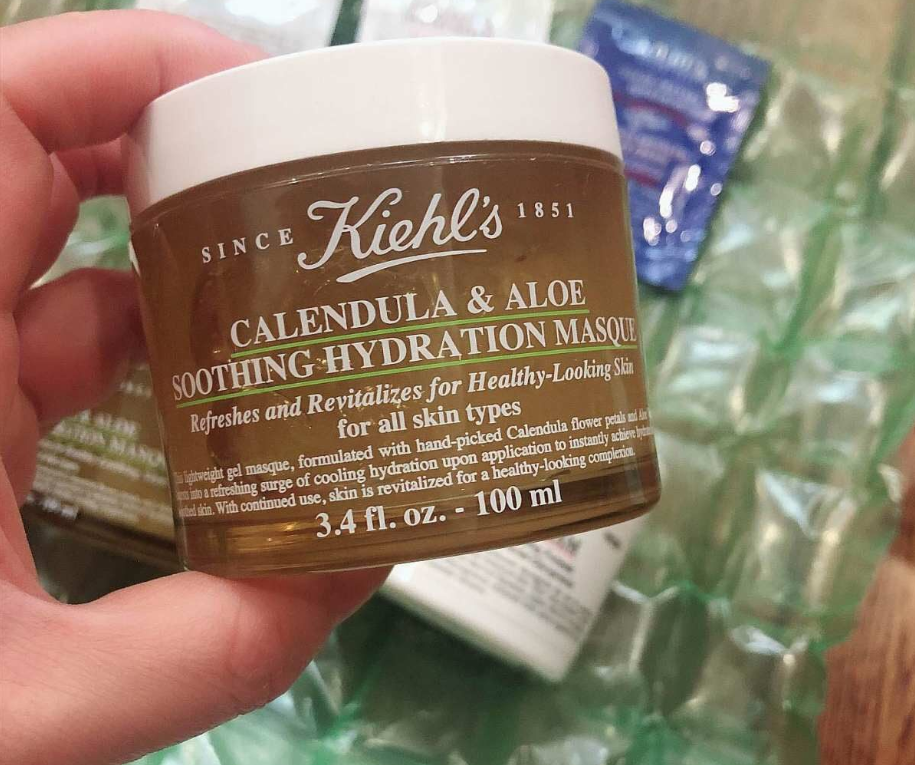 SINCE Kiehl's 1851
CALENDULA & ALOE
SOOTHING HYDRATION MASQUE
Refreshes and Revitalizes for Healthy-Looking Skin
for all skin types
lightweight gel masque, formulated with hand-picked Calendula flower petals and
into a refreshing surge of cooling hydration upon application to instantly achieve
skin. With continued use, skin is revitalized for a healthy-looking complexion.
3.4 fl. oz. - 100 ml
ALOE